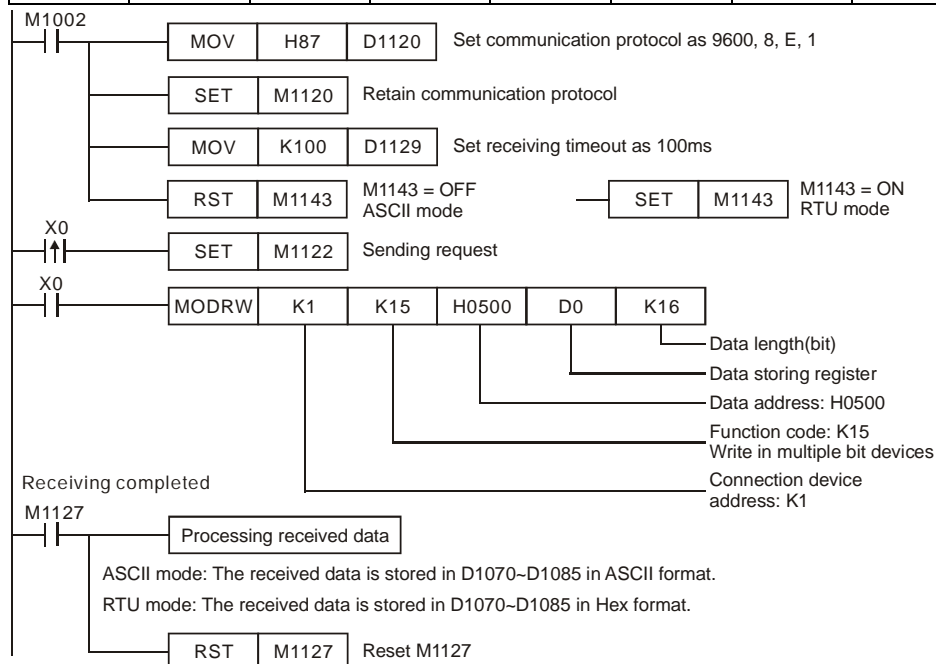 M1002
MOV H87 D1120 Set communication protocol as 9600, 8, E, 1
SET M1120 Retain communication protocol
MOV K100 D1129 Set receiving timeout as 100ms
RST M1143 M1143 = OFF
ASCII mode
SET M1143 M1143 = ON
RTU mode
X0
SET M1122 Sending request
X0
MODRW K1 K15 H0500 D0 K16
Data length(bit)
Data storing register
Data address: H0500
Function code: K15
Write in multiple bit devices
Connection device
address: K1
Receiving completed
M1127
Processing received data
ASCII mode: The received data is stored in D1070~D1085 in ASCII format.
RTU mode: The received data is stored in D1070~D1085 in Hex format.
RST M1127 Reset M1127